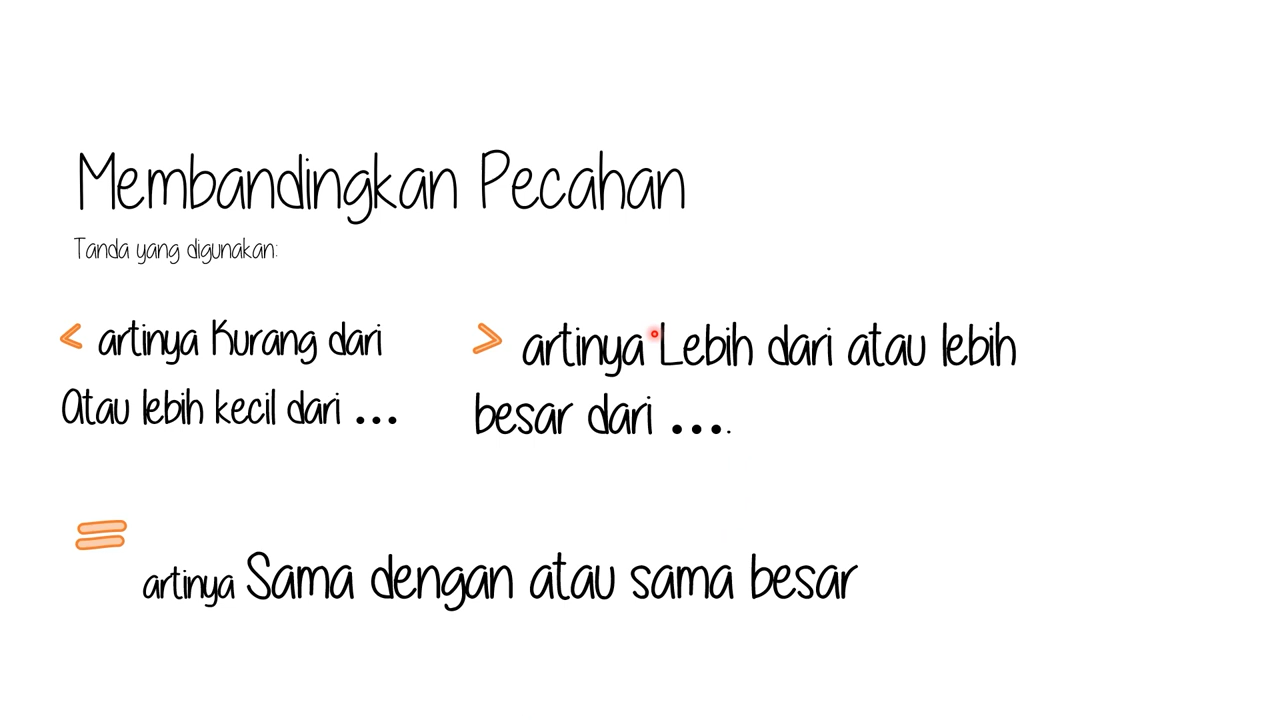 Membandingkan Pecahan
Tanda yang digunakan:
< artinya Kurang dari
Atau lebih kecil dari ...
> artinya Lebih dari atau lebih
besar dari ....
=
artinya Sama dengan atau sama besar